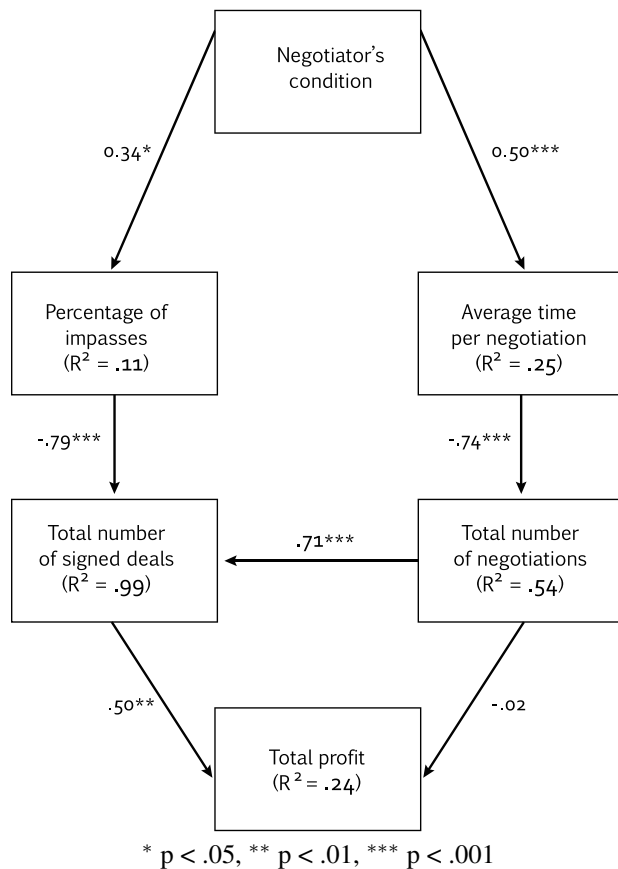 Negotiator's
condition
0.34*
0.50***
Percentage of
impasses
(R² = .11)
Average time
per negotiation
(R² = .25)
-.79***
-.74***
Total number
of signed deals
(R² = .99)
.71***
Total number
of negotiations
(R² = .54)
.50**
-.02
Total profit
(R² = .24)
* p < .05, ** p < .01, *** p < .001